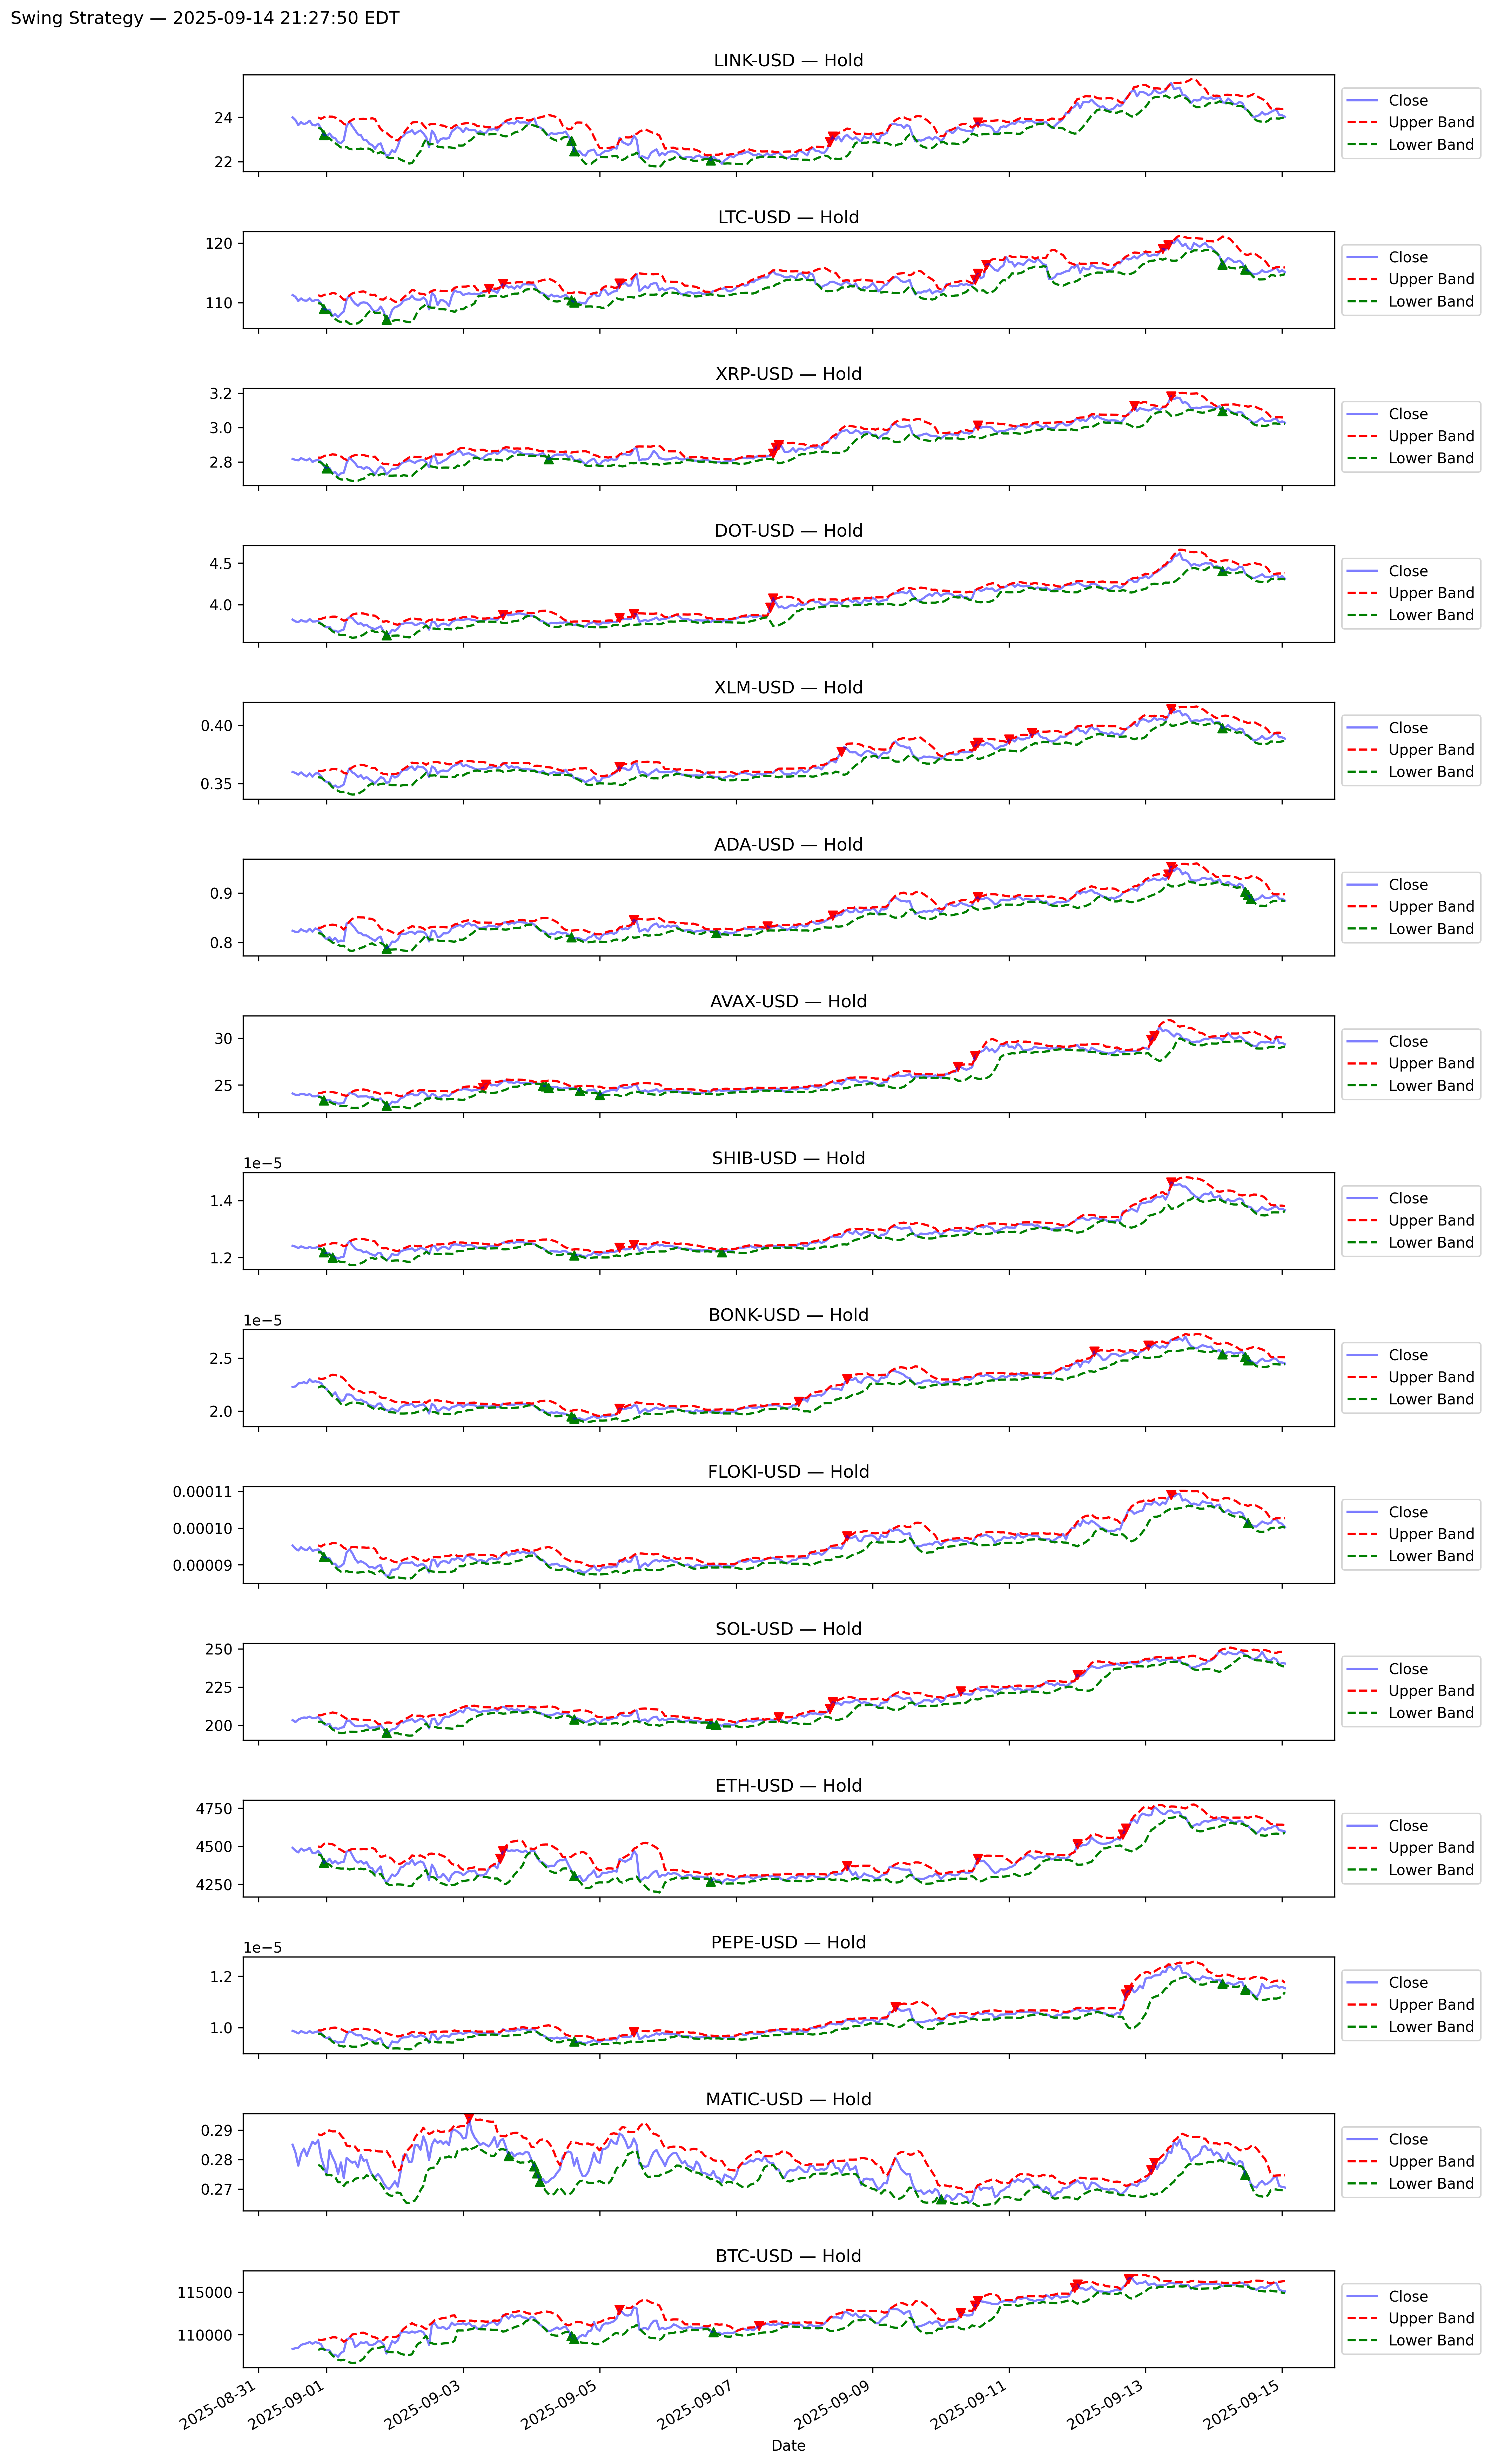 Swing Strategy — 2025-09-14 21:27:50 EDT
LINK-USD — Hold
24
22
Close
Upper Band
Lower Band
LTC-USD — Hold
120
110
Close
Upper Band
Lower Band
XRP-USD — Hold
3.2
3.0
2.8
Close
Upper Band
Lower Band
DOT-USD — Hold
4.5
4.0
Close
Upper Band
Lower Band
XLM-USD — Hold
0.40
0.35
Close
Upper Band
Lower Band
ADA-USD — Hold
0.9
0.8
Close
Upper Band
Lower Band
AVAX-USD — Hold
30
25
Close
Upper Band
Lower Band
SHIB-USD — Hold
1e−5
1.4
1.2
Close
Upper Band
Lower Band
BONK-USD — Hold
1e−5
2.5
2.0
Close
Upper Band
Lower Band
FLOKI-USD — Hold
0.00011
0.00010
0.00009
Close
Upper Band
Lower Band
SOL-USD — Hold
250
225
200
Close
Upper Band
Lower Band
ETH-USD — Hold
4750
4500
4250
Close
Upper Band
Lower Band
PEPE-USD — Hold
1e−5
1.2
1.0
Close
Upper Band
Lower Band
MATIC-USD — Hold
0.29
0.28
0.27
Close
Upper Band
Lower Band
BTC-USD — Hold
115000
110000
Close
Upper Band
Lower Band
2025-08-31
2025-09-01
2025-09-03
2025-09-05
2025-09-07
2025-09-09
2025-09-11
2025-09-13
2025-09-15
Date